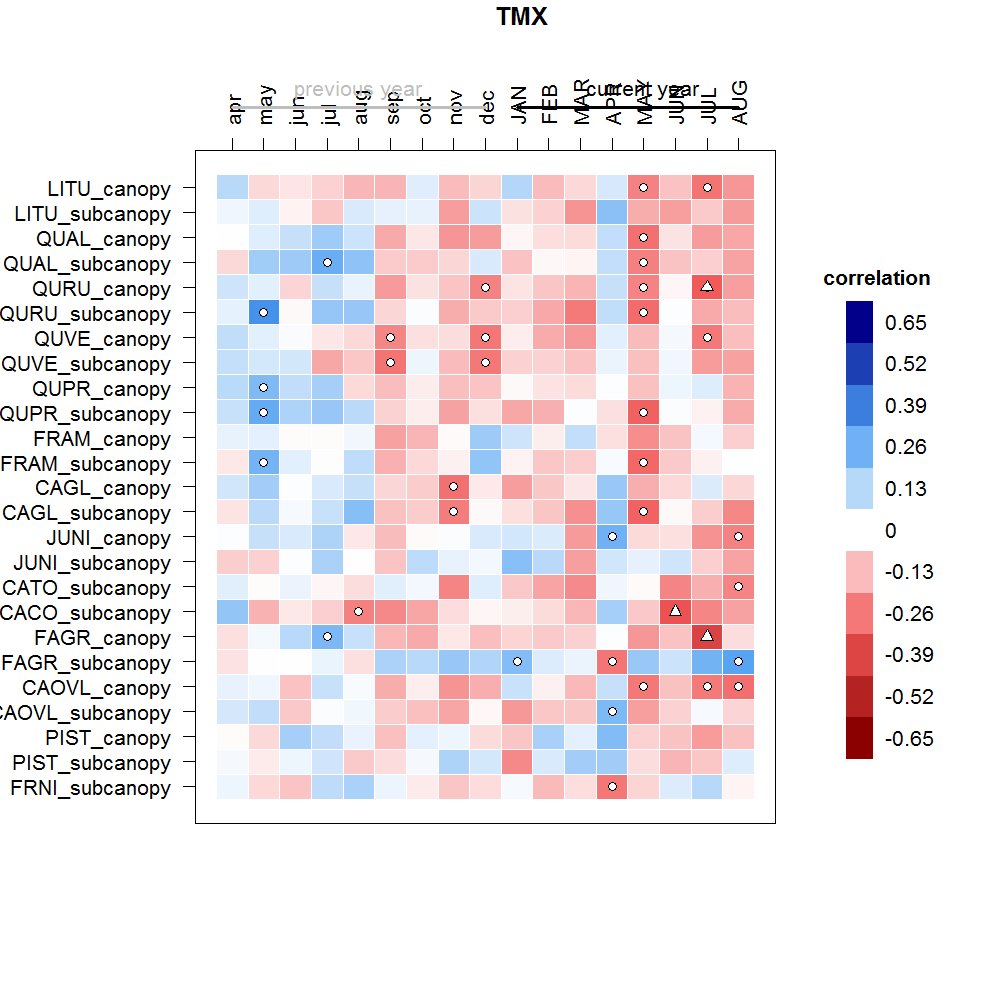 TMX
previous year current year
apr may jun jul aug sep oct nov dec JAN FEB MAR APR MAY JUN JUL AUG
LITU_canopy
LITU_subcanopy
QUAL_canopy
QUAL_subcanopy
QURU_canopy
QURU_subcanopy
QUVE_canopy
QUVE_subcanopy
QUPR_canopy
QUPR_subcanopy
FRAM_canopy
FRAM_subcanopy
CAGL_canopy
CAGL_subcanopy
JUNI_canopy
JUNI_subcanopy
CATO_subcanopy
CACO_subcanopy
FAGR_canopy
FAGR_subcanopy
CAOVL_canopy
CAOVL_subcanopy
PIST_canopy
PIST_subcanopy
FRNI_subcanopy
correlation
0.65
0.52
0.39
0.26
0.13
0
-0.13
-0.26
-0.39
-0.52
-0.65